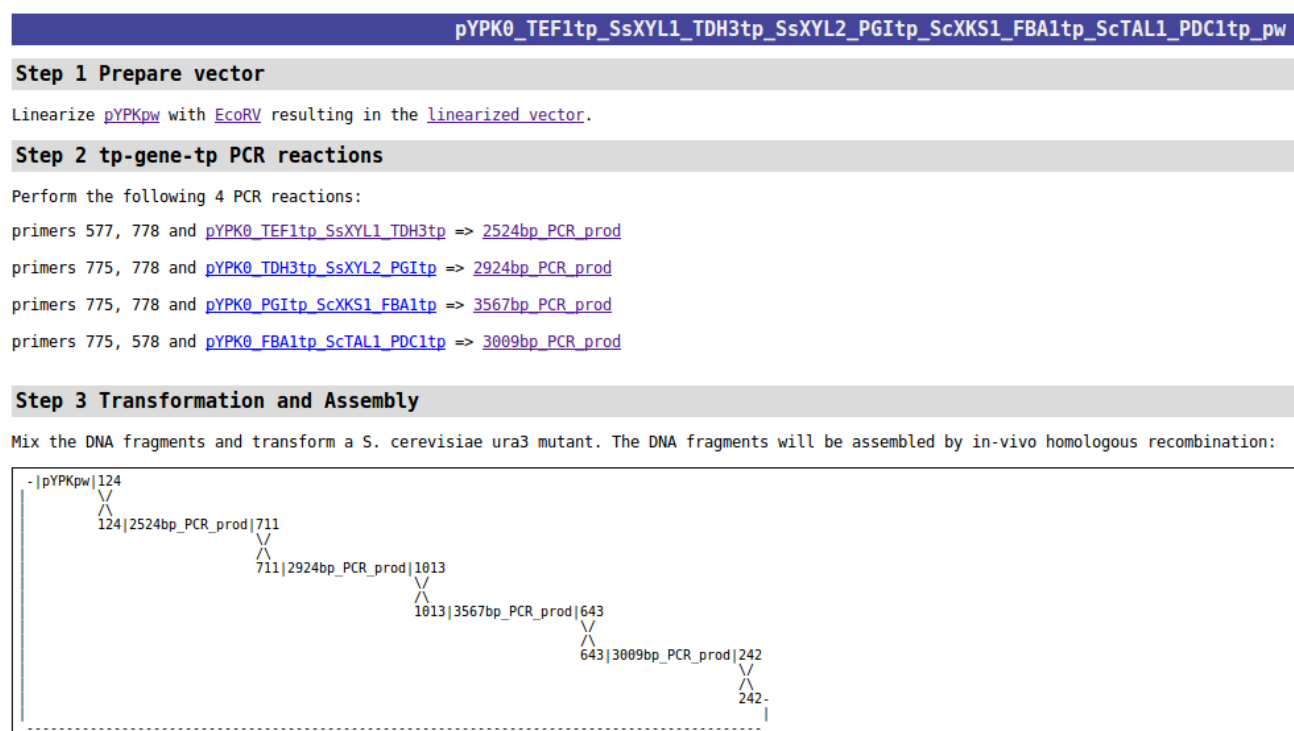 pYPK0_TEF1tp_SsXYL1_TDH3tp_SsXYL2_PGItp_ScXKS1_FBA1tp_ScTAL1_PDC1tp_pw
Step 1 Prepare vector
Linearize pYPKpw with EcoRV resulting in the linearized vector.
Step 2 tp-gene-tp PCR reactions
Perform the following 4 PCR reactions:
primers 577, 778 and pYPK0_TEF1tp_SsXYL1_TDH3tp => 2524bp_PCR_prod
primers 775, 778 and pYPK0_TDH3tp_SsXYL2_PGItp => 2924bp_PCR_prod
primers 775, 778 and pYPK0_PGItp_ScXKS1_FBA1tp => 3567bp_PCR_prod
primers 775, 578 and pYPK0_FBA1tp_ScTAL1_PDC1tp => 3009bp_PCR_prod
Step 3 Transformation and Assembly
Mix the DNA fragments and transform a S. cerevisiae ura3 mutant. The DNA fragments will be assembled by in-vivo homologous recombination:
 -|pYPKpw|124
|         \/
|         /\
|         124|2524bp_PCR_prod|711
|                             \/
|                             /\
|                             711|2924bp_PCR_prod|1013
|                                                 \/
|                                                 /\
|                                                 1013|3567bp_PCR_prod|643
|                                                                      \/
|                                                                      /\
|                                                                      643|3009bp_PCR_prod|242
|                                                                                          \/
|                                                                                          /\
|                                                                                          242-
|                                                                                             |
 ---------------------------------------------------------------------------------------------